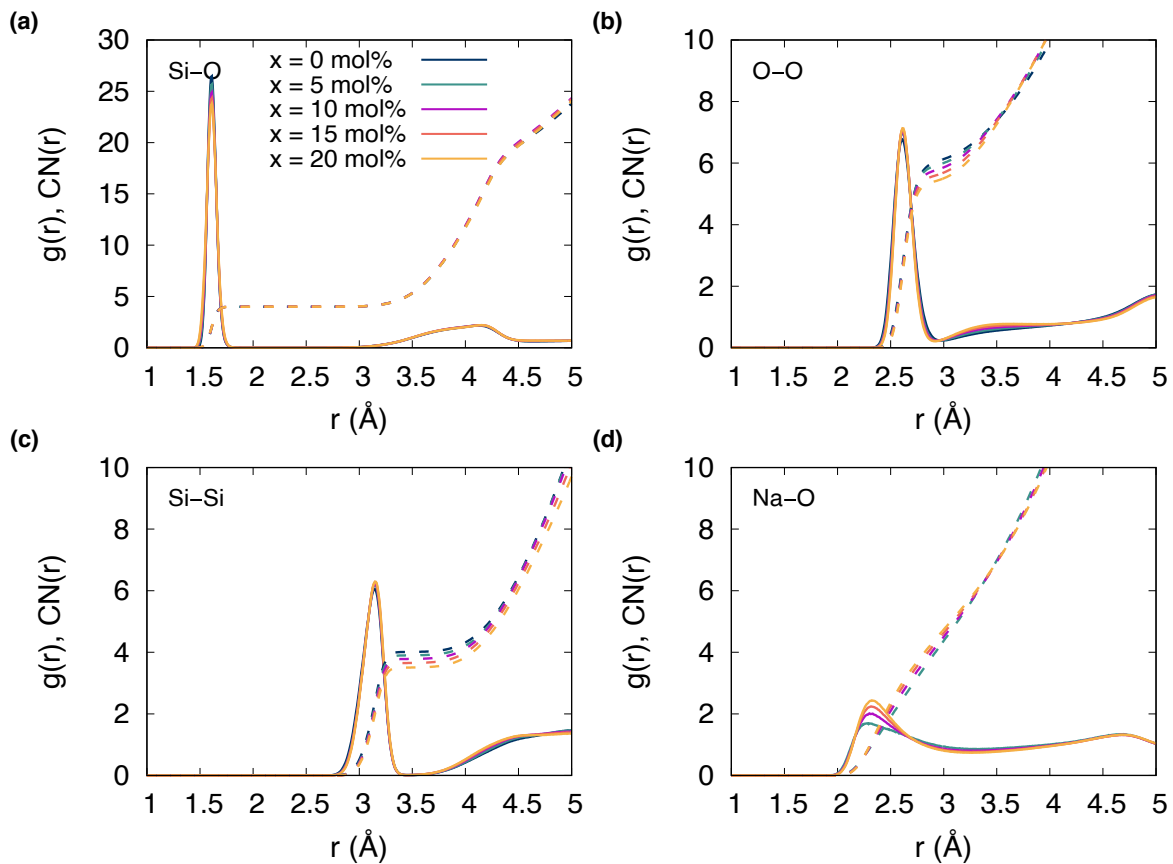 (a)
g(r), CN(r)
30
25
20
15
10
5
0
Si–O
x = 0 mol%
x = 5 mol%
x = 10 mol%
x = 15 mol%
x = 20 mol%
1 1.5 2 2.5 3 3.5 4 4.5 5
r (Å)
(b)
g(r), CN(r)
10
8
6
4
2
0
O–O
1 1.5 2 2.5 3 3.5 4 4.5 5
r (Å)
(c)
g(r), CN(r)
10
8
6
4
2
0
Si–Si
1 1.5 2 2.5 3 3.5 4 4.5 5
r (Å)
(d)
g(r), CN(r)
10
8
6
4
2
0
Na–O
1 1.5 2 2.5 3 3.5 4 4.5 5
r (Å)